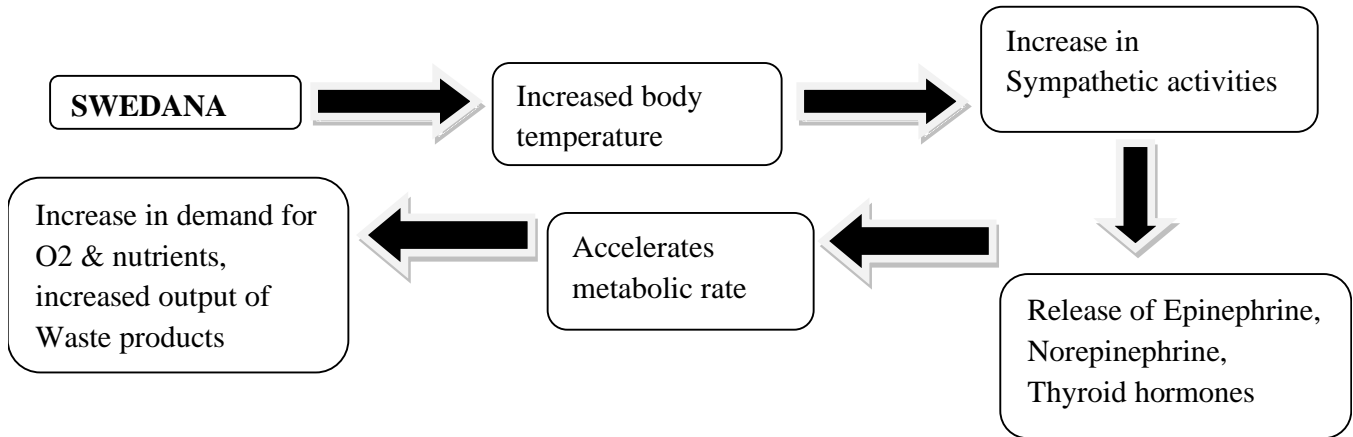 SWEDANA
Increased body
temperature
Increase in
Sympathetic activities
Release of Epinephrine,
Norepinephrine,
Thyroid hormones
Accelerates
metabolic rate
Increase in demand for
O2 & nutrients,
increased output of
Waste products